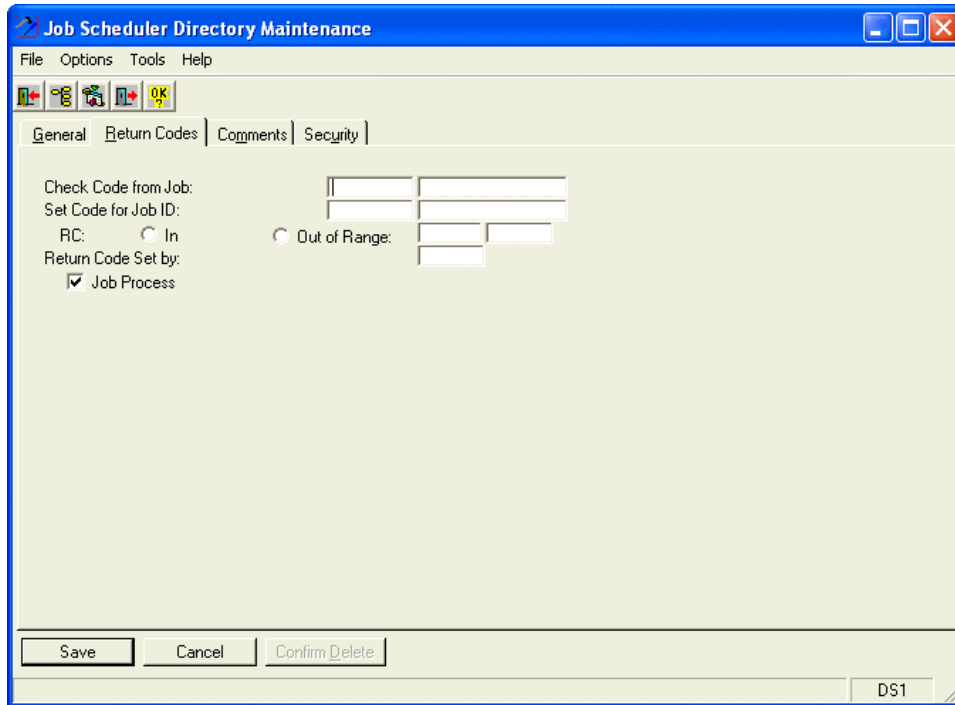 Job Scheduler Directory Maintenance
File Options Tools Help
OK ?
General Return Codes Comments Security
Check Code from Job:
Set Code for Job ID:
RC: In Out of Range:
Return Code Set by:
Job Process
Save Cancel Confirm Delete
DS1